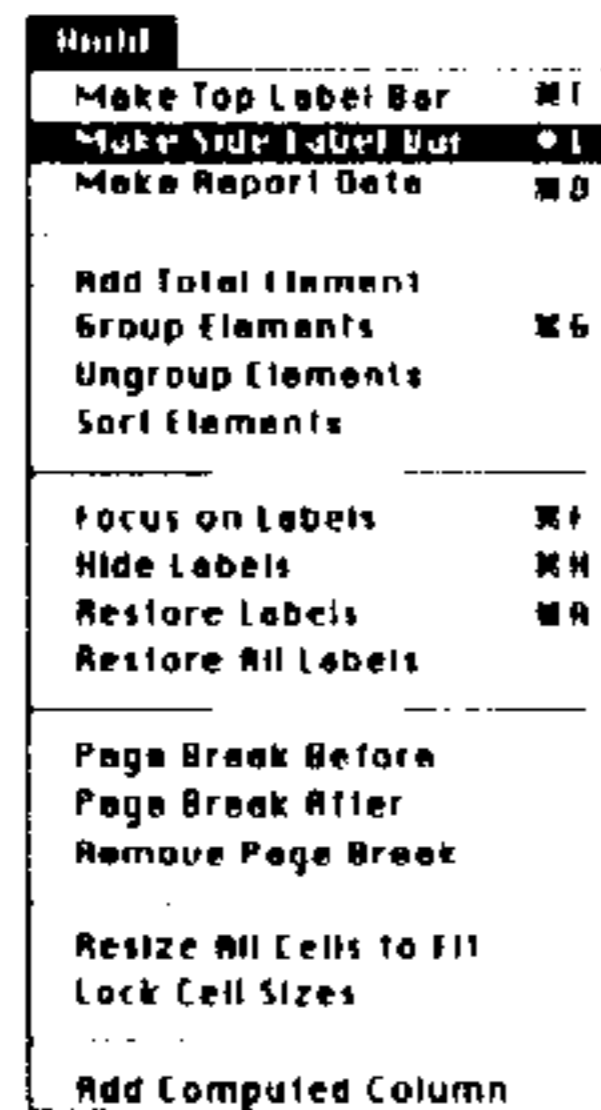 World
Make Top Label Bar ⌘T
Make Side Label Bar ⌘L
Make Report Data ⌘D
Add Total Element
Group Elements ⌘G
Ungroup Elements
Sort Elements
Focus on Labels ⌘F
Hide Labels ⌘H
Restore Labels ⌘R
Restore All Labels
Page Break Before
Page Break After
Remove Page Break
Resize All Cells to Fit
Lock Cell Sizes
Add Computed Column